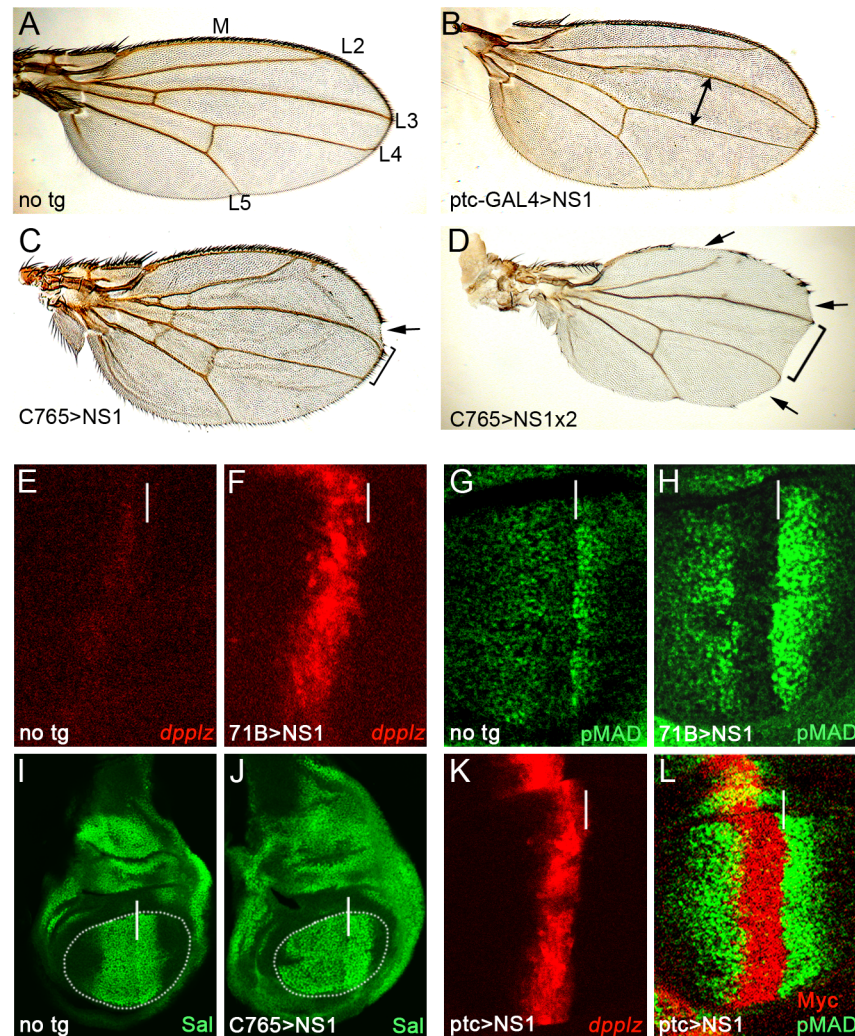 A
M
L2
L3
L4
L5
no tg
B
ptc-GAL4>NS1
C
C765>NS1
D
C765>NS1x2
E
no tg
dpplz
F
71B>NS1
dpplz
G
no tg
pMAD
H
71B>NS1
pMAD
I
no tg
Sal
J
C765>NS1
Sal
K
ptc>NS1
dpplz
L
Myc
ptc>NS1
pMAD